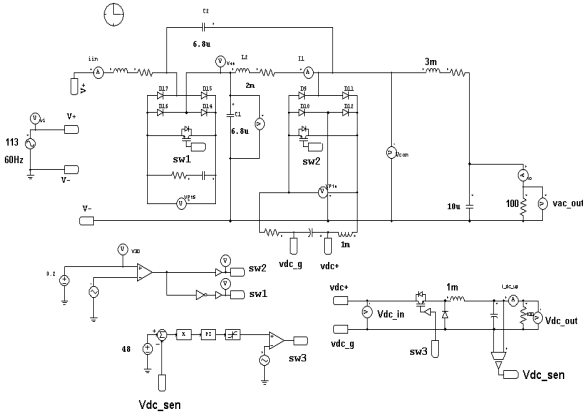 C2
6.8u
iin
V+
D17
D15
D16
D14
L2
2m
I1
D9
D11
D10
D12
3m
C1
6.8u
sw1
sw2
Vcon
113
60Hz
V+
V-
V-
10u
100
vac_out
1m
vdc_g
vdc+
0.2
sw2
sw1
48
K
PI
sw3
Vdc_sen
vdc+
vdc_g
Vdc_in
1m
sw3
Vdc_out
Vdc_sen